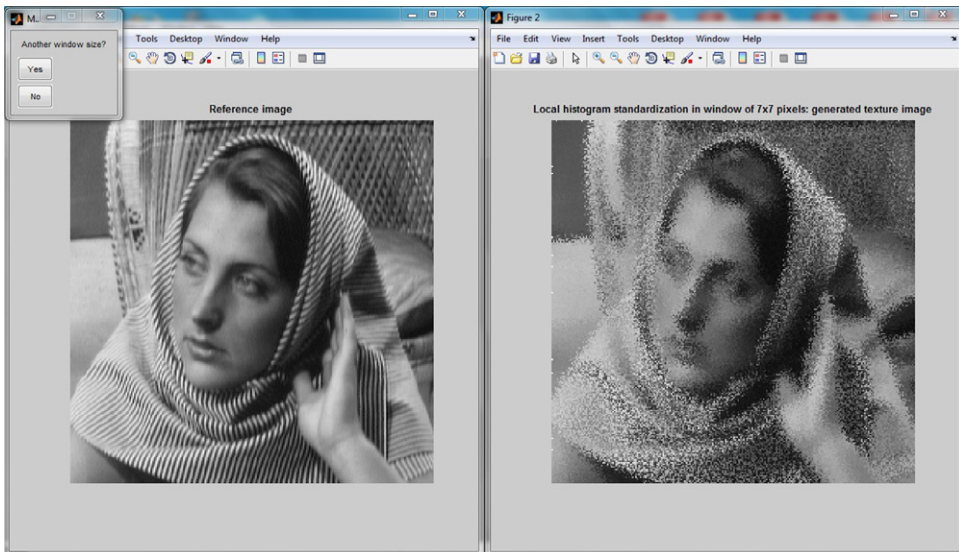 M..
Another window size?
Yes
No
Tools Desktop Window Help
Reference image
Figure 2
File Edit View Insert Tools Desktop Window Help
Local histogram standardization in window of 7x7 pixels: generated texture image